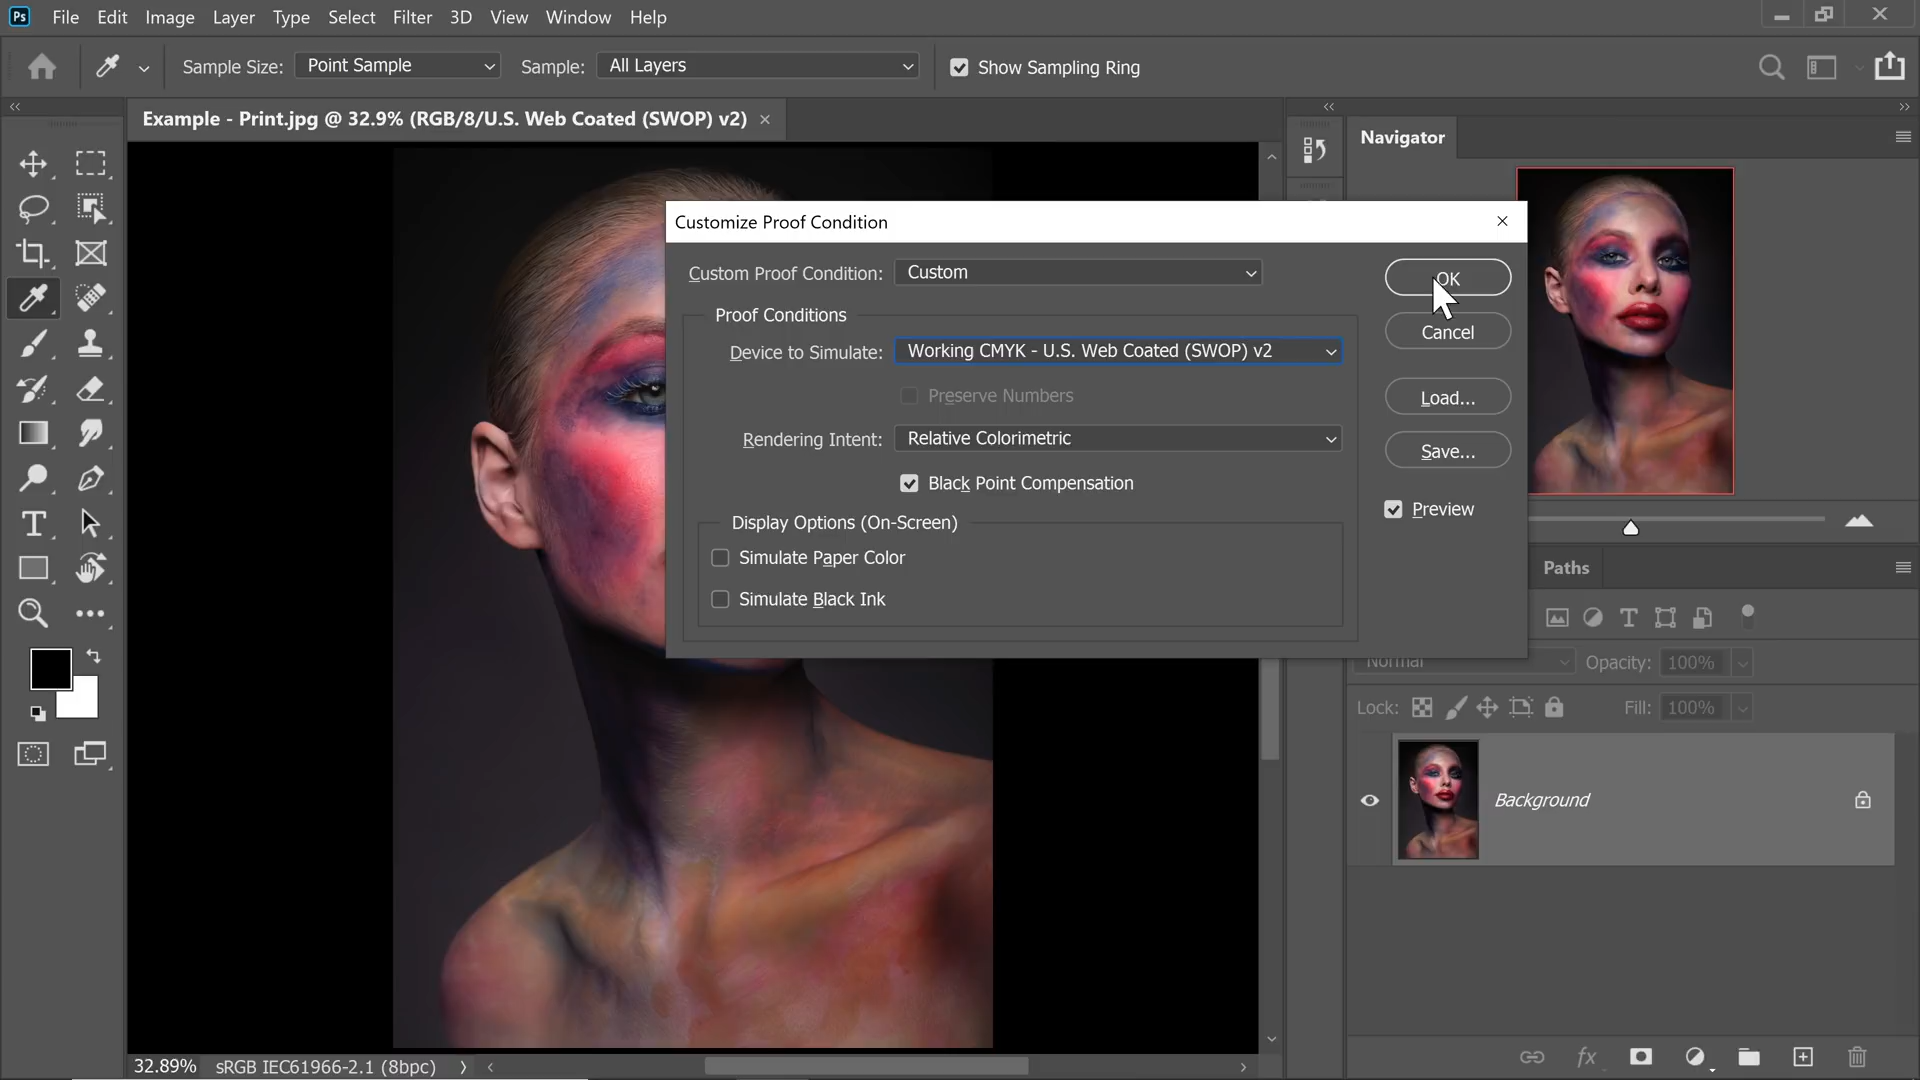 Ps File Edit Image Layer Type Select Filter 3D View Window Help
Sample Size: Point Sample Sample: All Layers Show Sampling Ring
Example - Print.jpg @ 32.9% (RGB/8/U.S. Web Coated (SWOP) v2)
Navigator
Customize Proof Condition
Custom Proof Condition: Custom
OK
Proof Conditions
Cancel
Device to Simulate: Working CMYK - U.S. Web Coated (SWOP) v2
Preserve Numbers
Load...
Rendering Intent: Relative Colorimetric
Save...
Black Point Compensation
Preview
Display Options (On-Screen)
Simulate Paper Color
Simulate Black Ink
Paths
Normal Opacity: 100%
Lock: Fill: 100%
Background
fx
32.89% sRGB IEC61966-2.1 (8bpc)